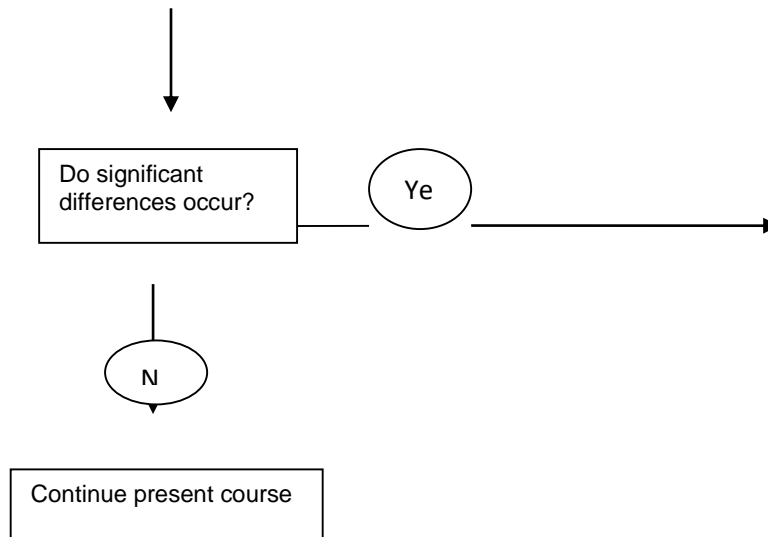 Do significant
differences occur?
Ye
N
Continue present course